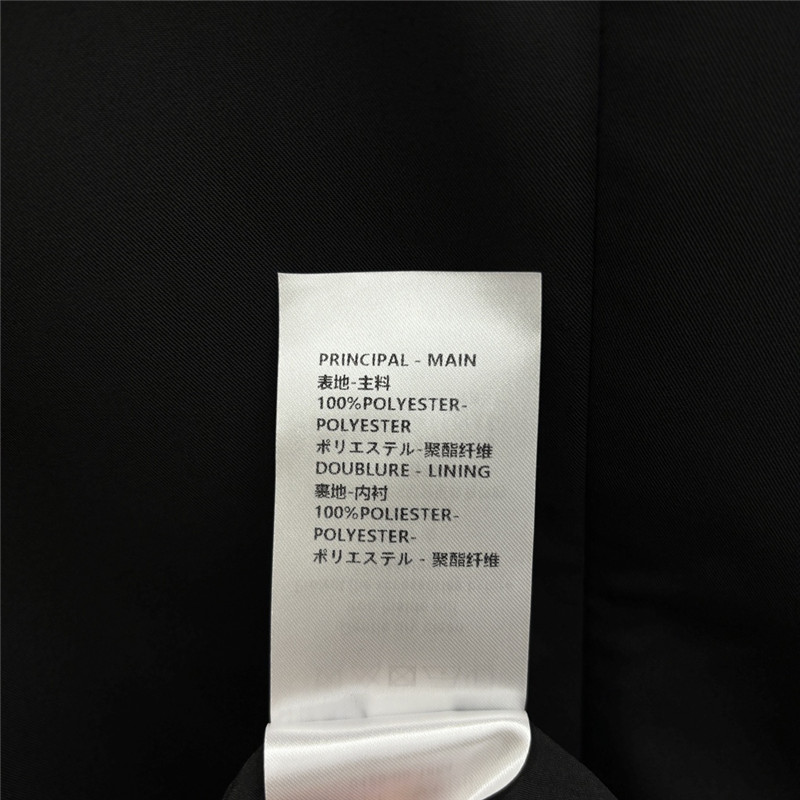 PRINCIPAL - MAIN
表地-主料
100%POLYESTER-
POLYESTER
ポリエステル-聚酯纤维
DOUBLURE - LINING
裏地-内衬
100%POLIESTER-
POLYESTER-
ポリエステル - 聚酯纤维